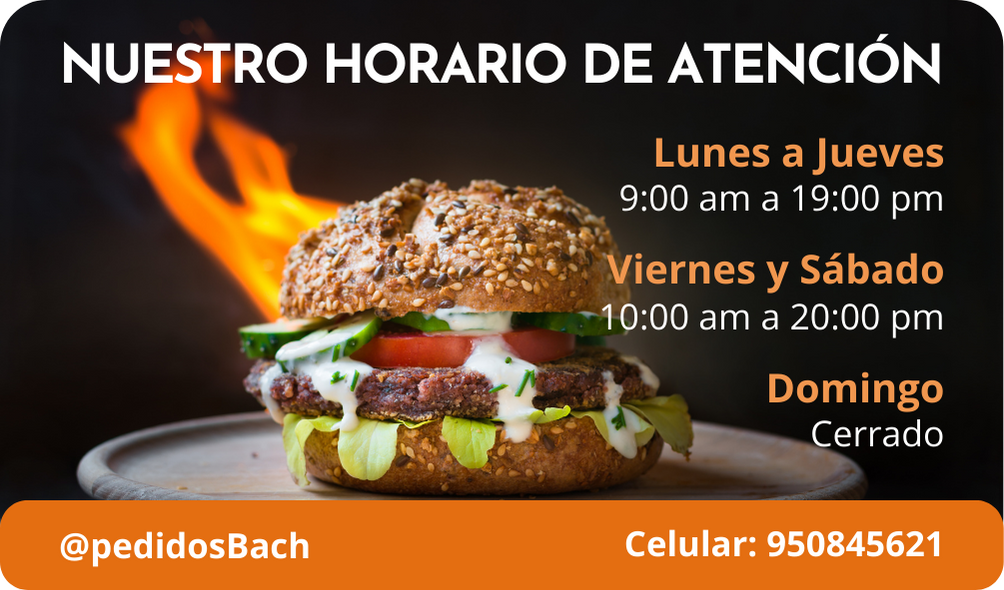 NUESTRO HORARIO DE ATENCIÓN
Lunes a Jueves
9:00 am a 19:00 pm
Viernes y Sábado
10:00 am a 20:00 pm
Domingo
Cerrado
@pedidosBach
Celular: 950845621